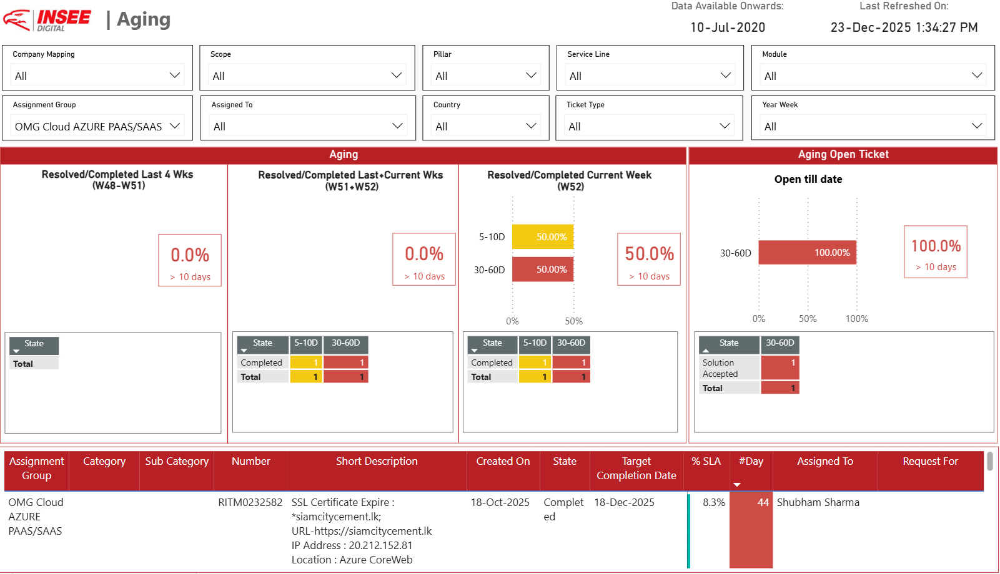 INSEE
DIGITAL
| Aging
Data Available Onwards:
10-Jul-2020
Last Refreshed On:
23-Dec-2025 1:34:27 PM
Company Mapping
All
Scope
All
Pillar
All
Service Line
All
Module
All
Assignment Group
OMG Cloud AZURE PAAS/SAAS
Assigned To
All
Country
All
Ticket Type
All
Year Week
All
Aging
Aging Open Ticket
Resolved/Completed Last 4 Wks
(W48-W51)
0.0%
> 10 days
State
Total
Resolved/Completed Last+Current Wks
(W51+W52)
0.0%
> 10 days
State 5-10D 30-60D
Completed 1 1
Total 1 1
Resolved/Completed Current Week
(W52)
5-10D 50.00%
30-60D 50.00%
0% 50%
50.0%
> 10 days
State 5-10D 30-60D
Completed 1 1
Total 1 1
Open till date
30-60D 100.00%
0% 50% 100%
100.0%
> 10 days
State 30-60D
Solution
Accepted 1
Total 1
Assignment
Group
Category
Sub Category
Number
Short Description
Created On
State
Target
Completion Date
% SLA
#Day
Assigned To
Request For
OMG Cloud
AZURE
PAAS/SAAS
RITM0232582
SSL Certificate Expire :
*siamcitycement.lk;
URL-https://siamcitycement.lk
IP Address : 20.212.152.81
Location : Azure CoreWeb
18-Oct-2025
Complet
ed
18-Dec-2025
8.3%
44
Shubham Sharma